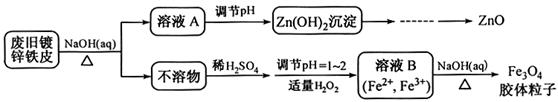 废旧镀
锌铁皮
NaOH(aq)
△
溶液 A
调节pH
Zn(OH)₂沉淀
ZnO
不溶物
稀H₂SO₄
调节pH=1~2
适量H₂O₂
溶液 B
(Fe²⁺, Fe³⁺)
NaOH(aq)
△
Fe₃O₄
胶体粒子